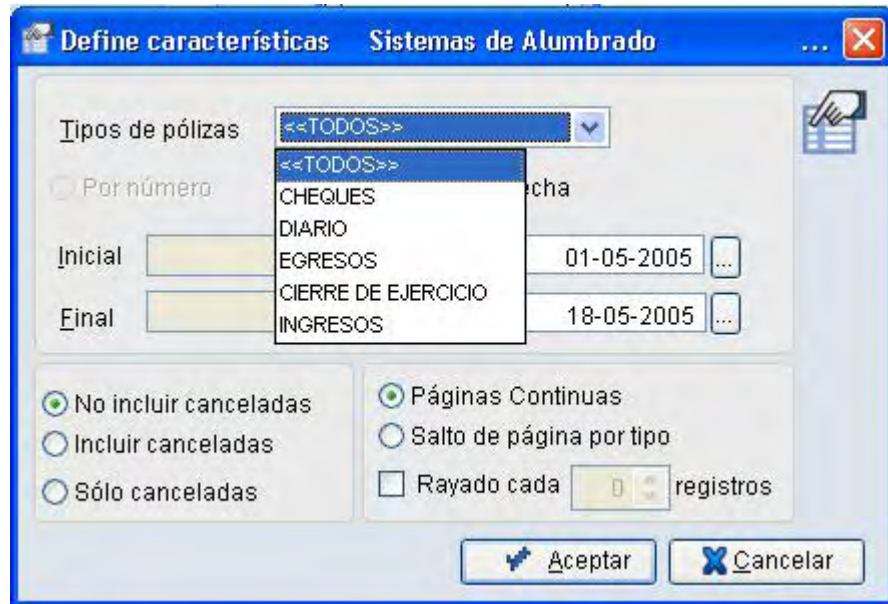 Define características Sistemas de Alumbrado ...
Tipos de pólizas <<TODOS>>
<<TODOS>>
CHEQUES
DIARIO
EGRESOS
CIERRE DE EJERCICIO
INGRESOS
Por número
Inicial 01-05-2005 ...
Final 18-05-2005 ...
No incluir canceladas
Incluir canceladas
Sólo canceladas
Páginas Continuas
Salto de página por tipo
Rayado cada 0 registros
Aceptar Cancelar